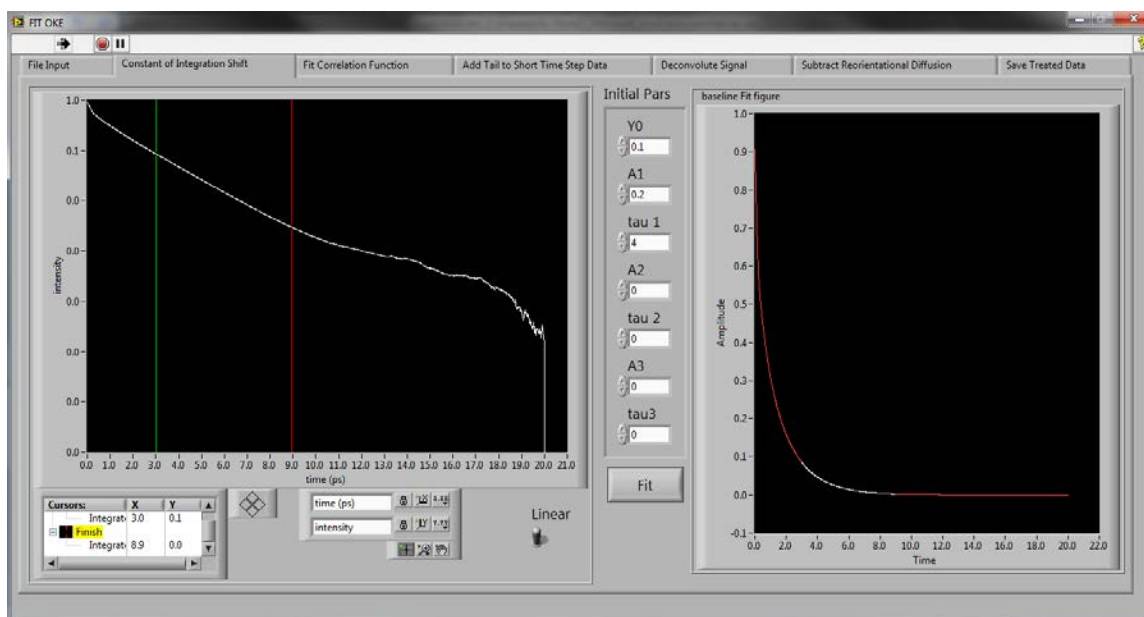 FIT OKE
File Input Constant of Integration Shift Fit Correlation Function Add Tail to Short Time Step Data Deconvolute Signal Subtract Reorientational Diffusion Save Treated Data
1.0
0.1
0.0
0.0
0.0
0.0
0.0
0.0
intensity
0.0 1.0 2.0 3.0 4.0 5.0 6.0 7.0 8.0 9.0 10.0 11.0 12.0 13.0 14.0 15.0 16.0 17.0 18.0 19.0 20.0 21.0
time (ps)
Cursors: X Y
Integrat 3.0 0.1
Finish
Integrat 8.9 0.0
time (ps)
intensity
Linear
Initial Pars
Y0
0.1
A1
0.2
tau 1
4
A2
0
tau 2
0
A3
0
tau3
0
Fit
baseline Fit figure
1.0
0.9
0.8
0.7
0.6
0.5
0.4
0.3
0.2
0.1
0.0
-0.1
Amplitude
0.0 2.0 4.0 6.0 8.0 10.0 12.0 14.0 16.0 18.0 20.0 22.0
Time